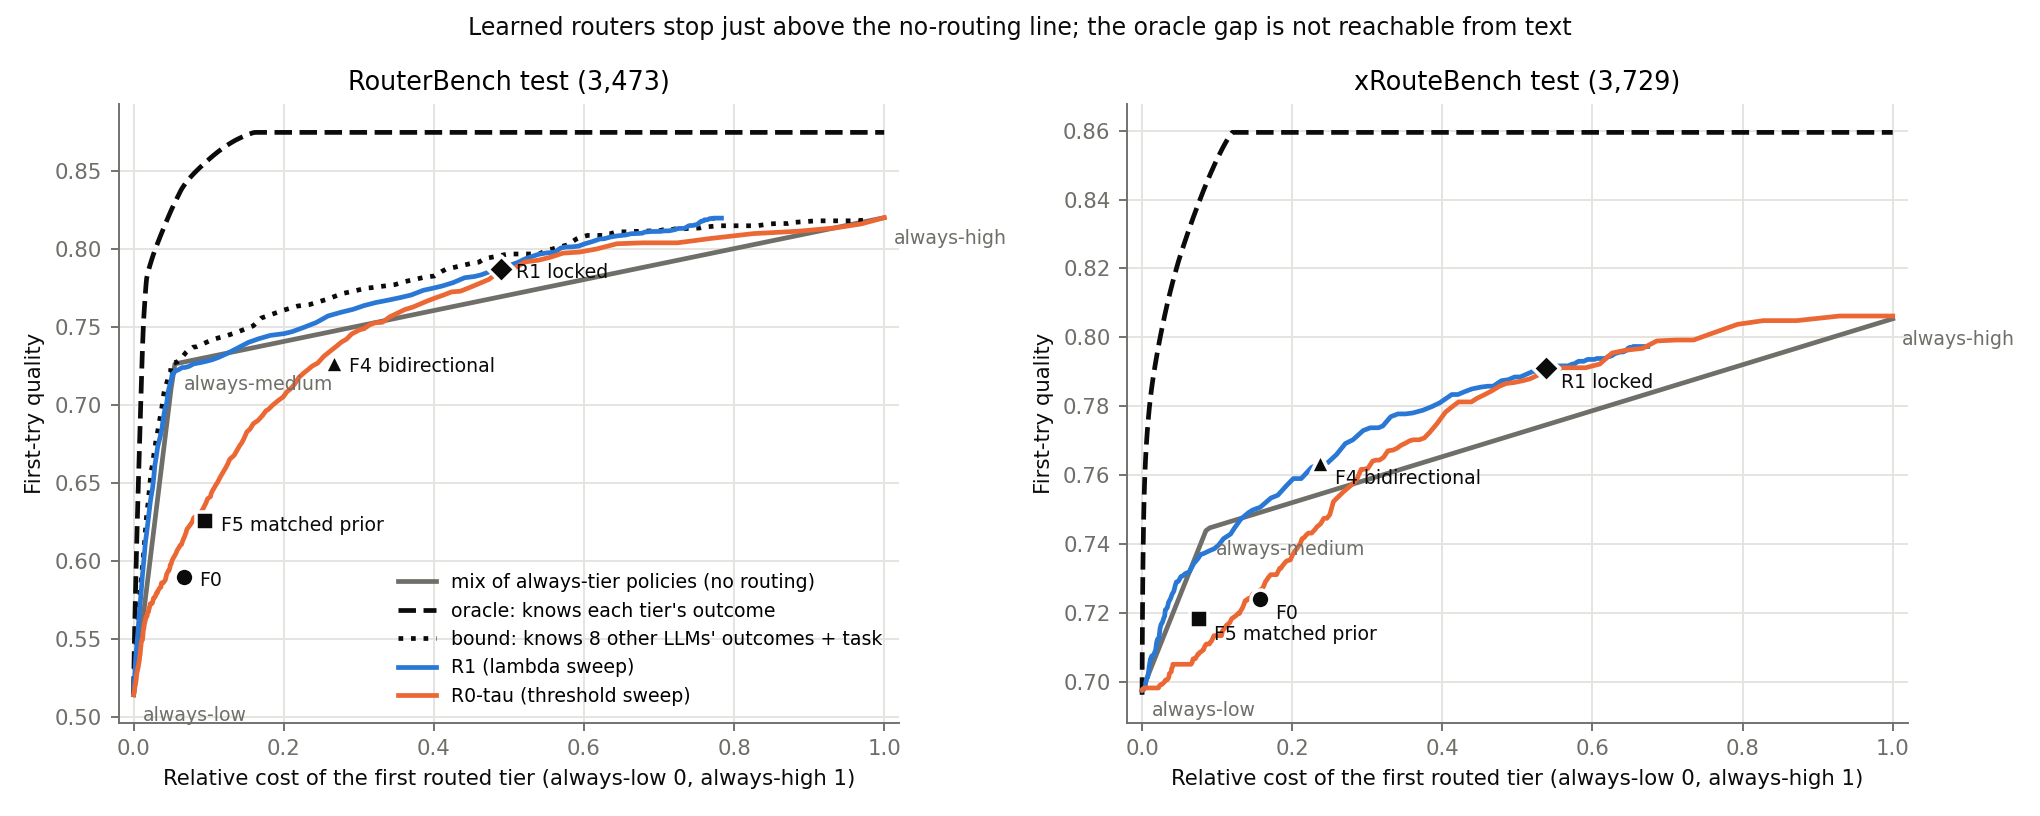 Learned routers stop just above the no-routing line; the oracle gap is not reachable from text
RouterBench test (3,473)
First-try quality
0.85
0.80
0.75
0.70
0.65
0.60
0.55
0.50
always-high
R1 locked
F4 bidirectional
always-medium
F5 matched prior
F0
always-low
mix of always-tier policies (no routing)
oracle: knows each tier's outcome
bound: knows 8 other LLMs' outcomes + task
R1 (lambda sweep)
R0-tau (threshold sweep)
0.0 0.2 0.4 0.6 0.8 1.0
Relative cost of the first routed tier (always-low 0, always-high 1)
xRouteBench test (3,729)
First-try quality
0.86
0.84
0.82
0.80
0.78
0.76
0.74
0.72
0.70
always-high
R1 locked
F4 bidirectional
always-medium
F0
F5 matched prior
always-low
0.0 0.2 0.4 0.6 0.8 1.0
Relative cost of the first routed tier (always-low 0, always-high 1)